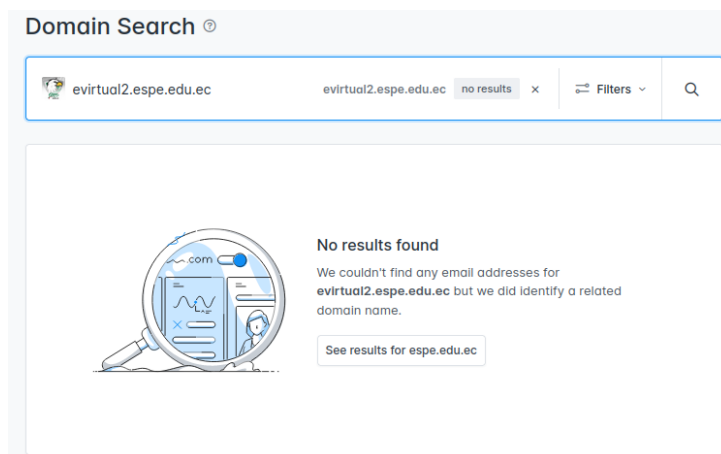 Domain Search ?
evirtual2.espe.edu.ec evirtual2.espe.edu.ec no results × Filters
.com
No results found
We couldn't find any email addresses for
evirtual2.espe.edu.ec but we did identify a related
domain name.
See results for espe.edu.ec